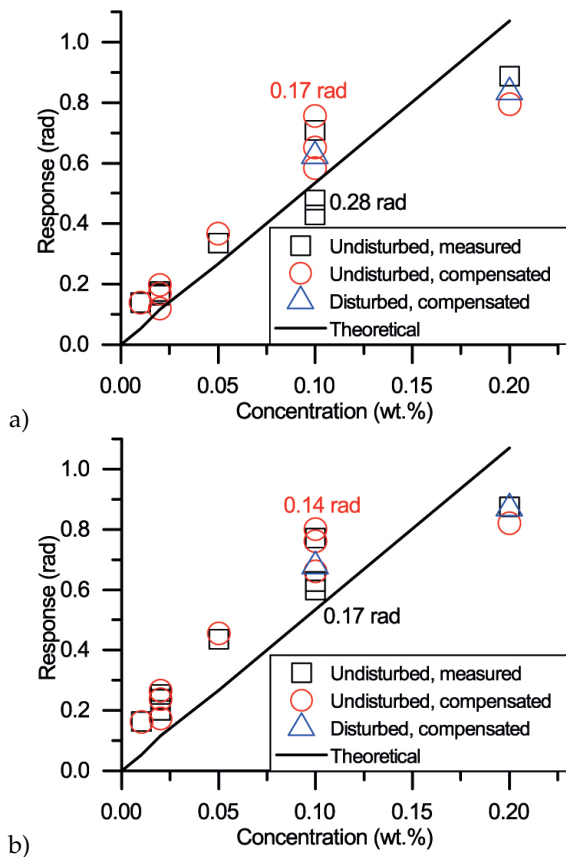 1.0
0.8
0.6
0.4
0.2
0.0
Response (rad)
0.17 rad
0.28 rad
Undisturbed, measured
Undisturbed, compensated
Disturbed, compensated
Theoretical
0.00 0.05 0.10 0.15 0.20
Concentration (wt.%)
a)
1.0
0.8
0.6
0.4
0.2
0.0
Response (rad)
0.14 rad
0.17 rad
Undisturbed, measured
Undisturbed, compensated
Disturbed, compensated
Theoretical
0.00 0.05 0.10 0.15 0.20
Concentration (wt.%)
b)